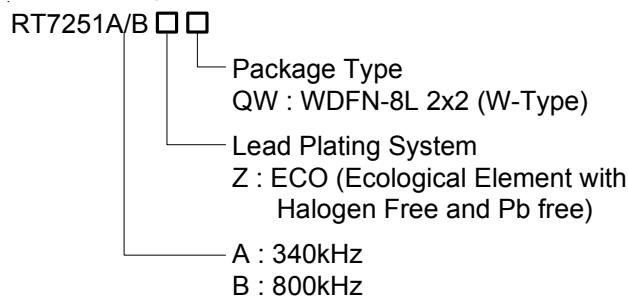 RT7251A/B □ □
Package Type
QW : WDFN-8L 2x2 (W-Type)
Lead Plating System
Z : ECO (Ecological Element with
Halogen Free and Pb free)
A : 340kHz
B : 800kHz